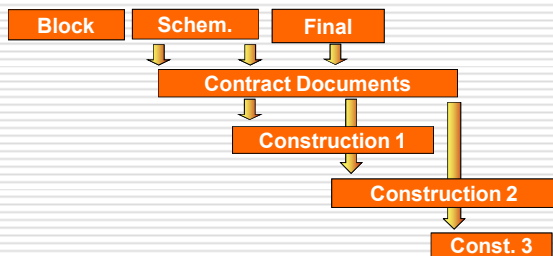 Block
Schem.
Final
Contract Documents
Construction 1
Construction 2
Const. 3